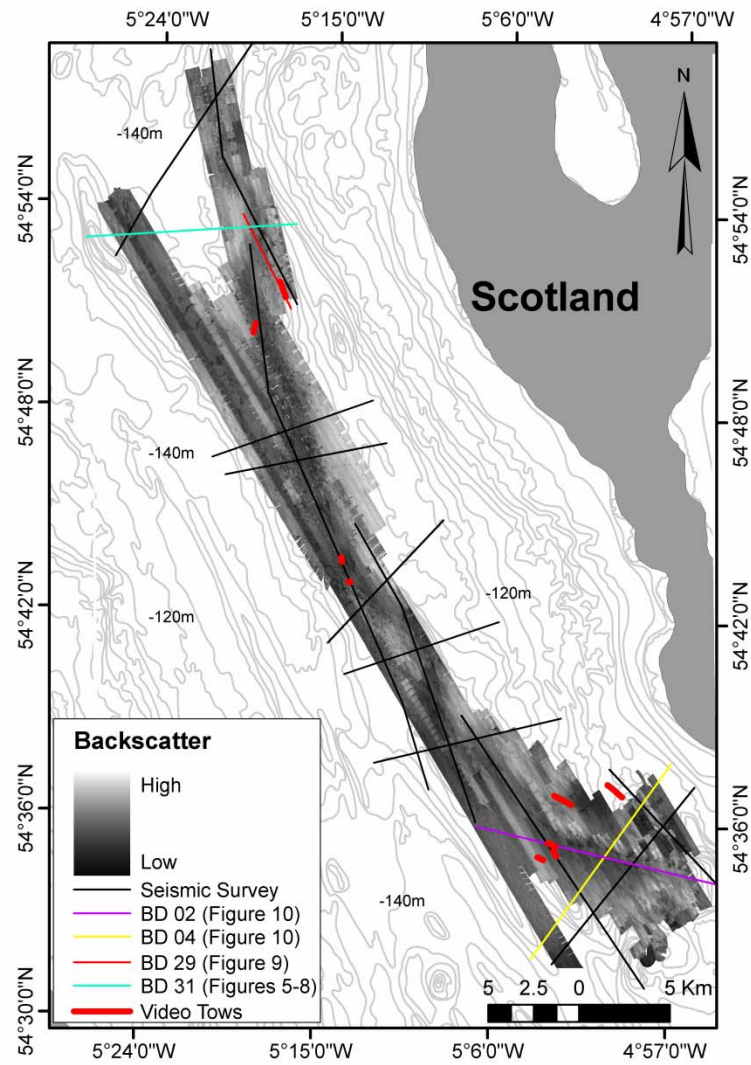 5°24'0"W 5°15'0"W 5°6'0"W 4°57'0"W
N
-140m
54°54'0"N
54°54'0"N
Scotland
54°48'0"N
54°48'0"N
-140m
54°42'0"N
-120m
-120m
54°42'0"N
Backscatter
High
Low
Seismic Survey
BD 02 (Figure 10)
BD 04 (Figure 10)
BD 29 (Figure 9)
BD 31 (Figures 5-8)
Video Tows
54°36'0"N
54°36'0"N
-140m
5 2.5 0 5 Km
54°30'0"N
5°24'0"W 5°15'0"W 5°6'0"W 4°57'0"W